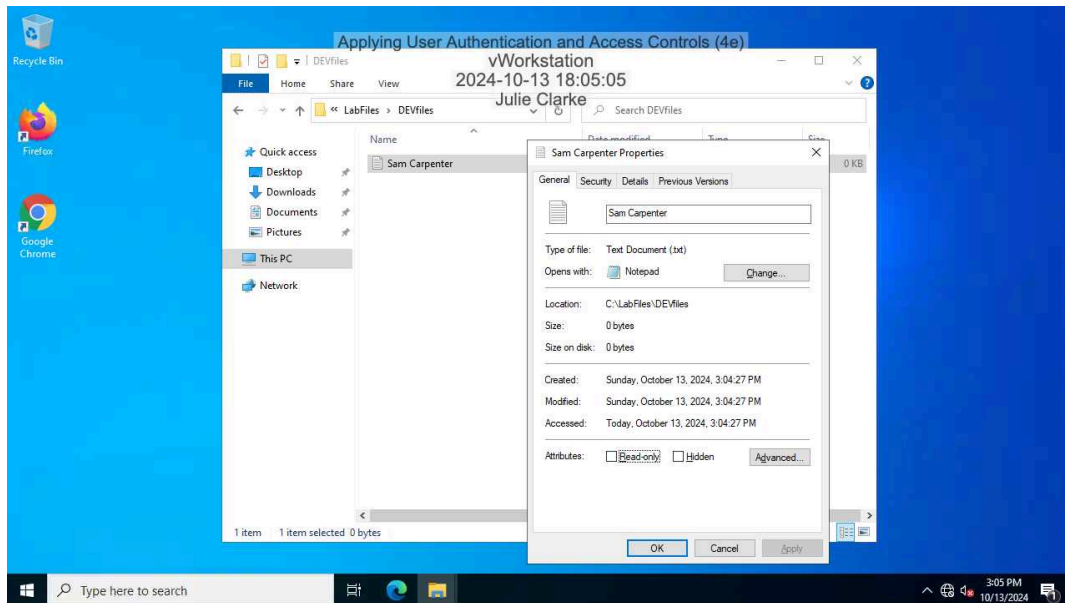 Recycle Bin
Firefox
Google
Chrome
Applying User Authentication and Access Controls (4e)
vWorkstation
2024-10-13 18:05:05
Julie Clarke
DEVfiles
File Home Share View
« LabFiles › DEVfiles
Search DEVfiles
Name Date modified Type Size
Quick access
Desktop
Downloads
Documents
Pictures
This PC
Network
Sam Carpenter 0 KB
1 item 1 item selected 0 bytes
Sam Carpenter Properties
General Security Details Previous Versions
Sam Carpenter
Type of file: Text Document (.txt)
Opens with: Notepad Change...
Location: C:\LabFiles\DEVfiles
Size: 0 bytes
Size on disk: 0 bytes
Created: Sunday, October 13, 2024, 3:04:27 PM
Modified: Sunday, October 13, 2024, 3:04:27 PM
Accessed: Today, October 13, 2024, 3:04:27 PM
Attributes: Read-only Hidden Advanced...
OK Cancel Apply
Type here to search
3:05 PM
10/13/2024